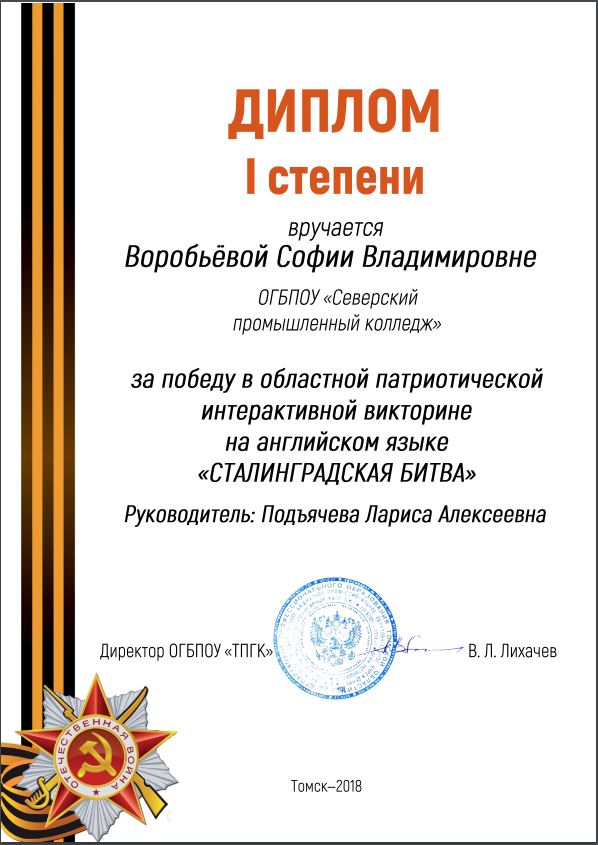 ДИПЛОМ
I степени
вручается
Воробьёвой Софии Владимировне
ОГБПОУ «Северский
промышленный колледж»
за победу в областной патриотической
интерактивной викторине
на английском языке
«СТАЛИНГРАДСКАЯ БИТВА»
Руководитель: Подъячева Лариса Алексеевна
Директор ОГБПОУ «ТПГК» В. Л. Лихачев
ОТЕЧЕСТВЕННАЯ ВОЙНА
Томск–2018